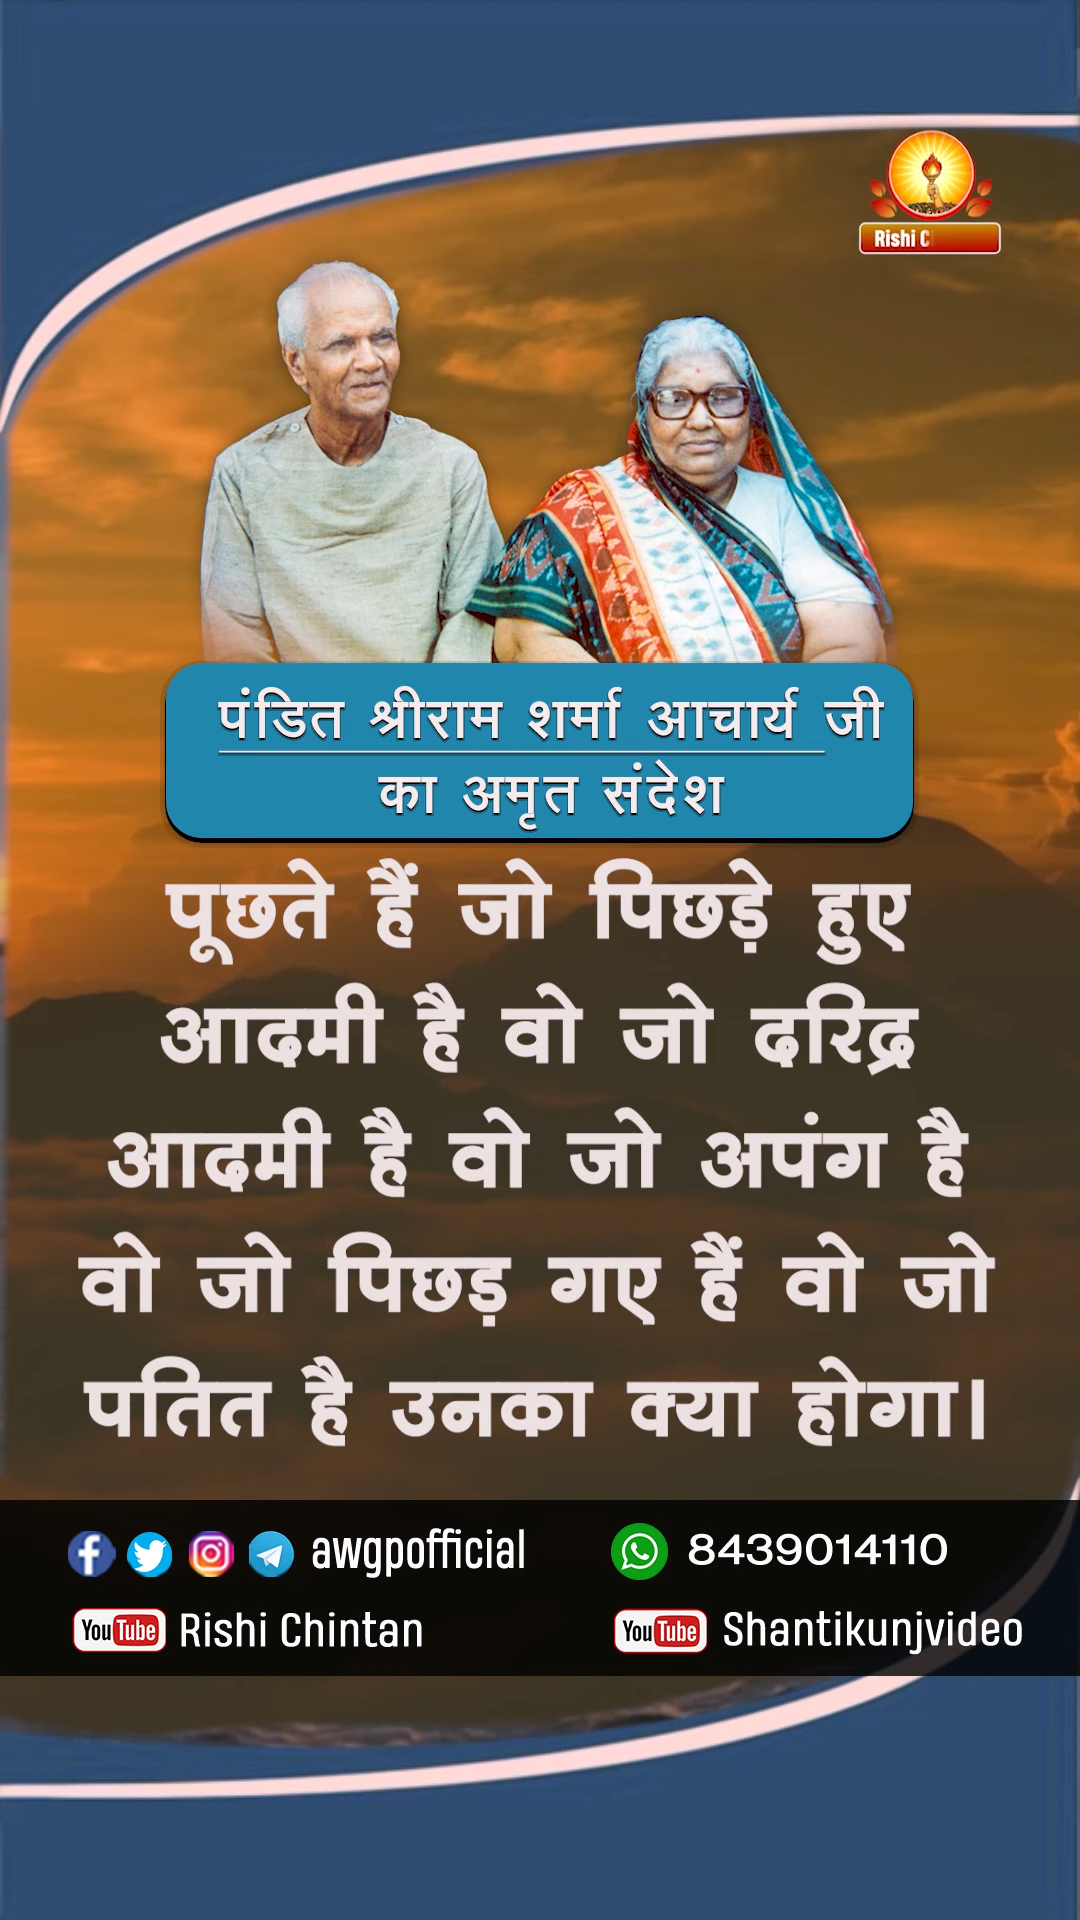 Rishi C
पंडित श्रीराम शर्मा आचार्य जी
का अमृत संदेश
पूछते हैं जो पिछड़े हुए
आदमी है वो जो दरिद्र
आदमी है वो जो अपंग है
वो जो पिछड़ गए हैं वो जो
पतित है उनका क्या होगा।
awgpofficial 8439014110
YouTube Rishi Chintan YouTube Shantikunjvideo